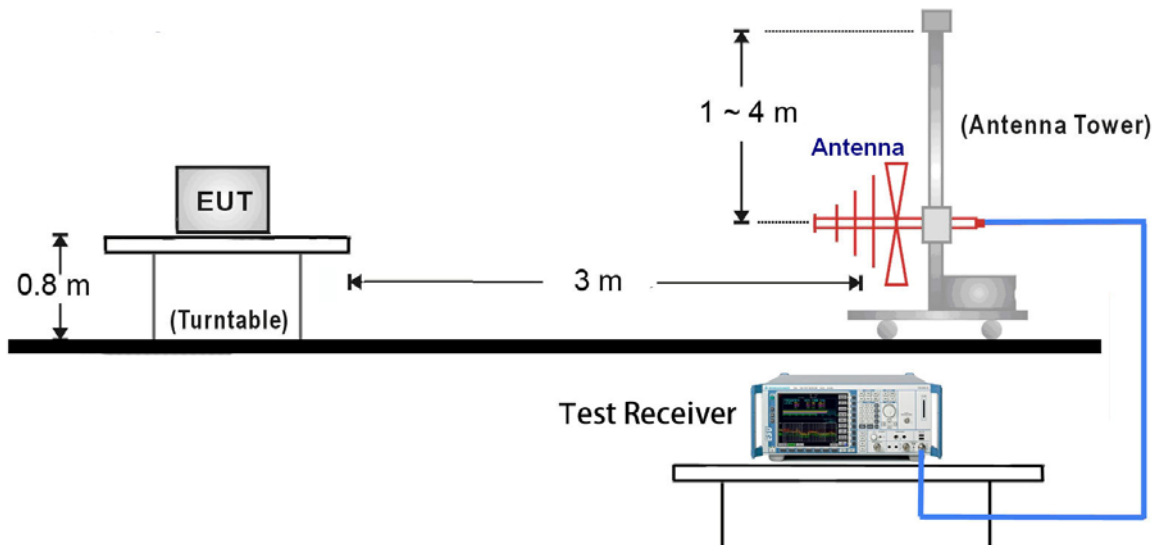 1 ~ 4 m
(Antenna Tower)
Antenna
EUT
0.8 m
3 m
(Turntable)
Test Receiver